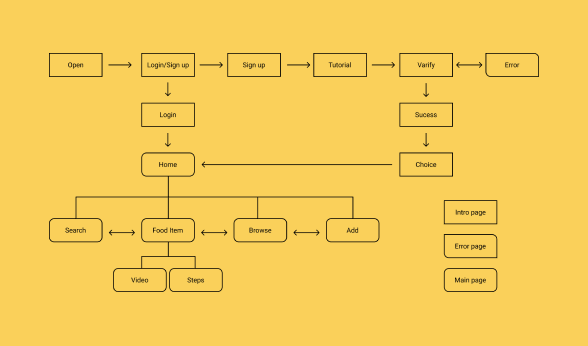 Open
Login/Sign up
Sign up
Tutorial
Varify
Error
Login
Sucess
Home
Choice
Search
Food Item
Browse
Add
Video
Steps
Intro page
Error page
Main page